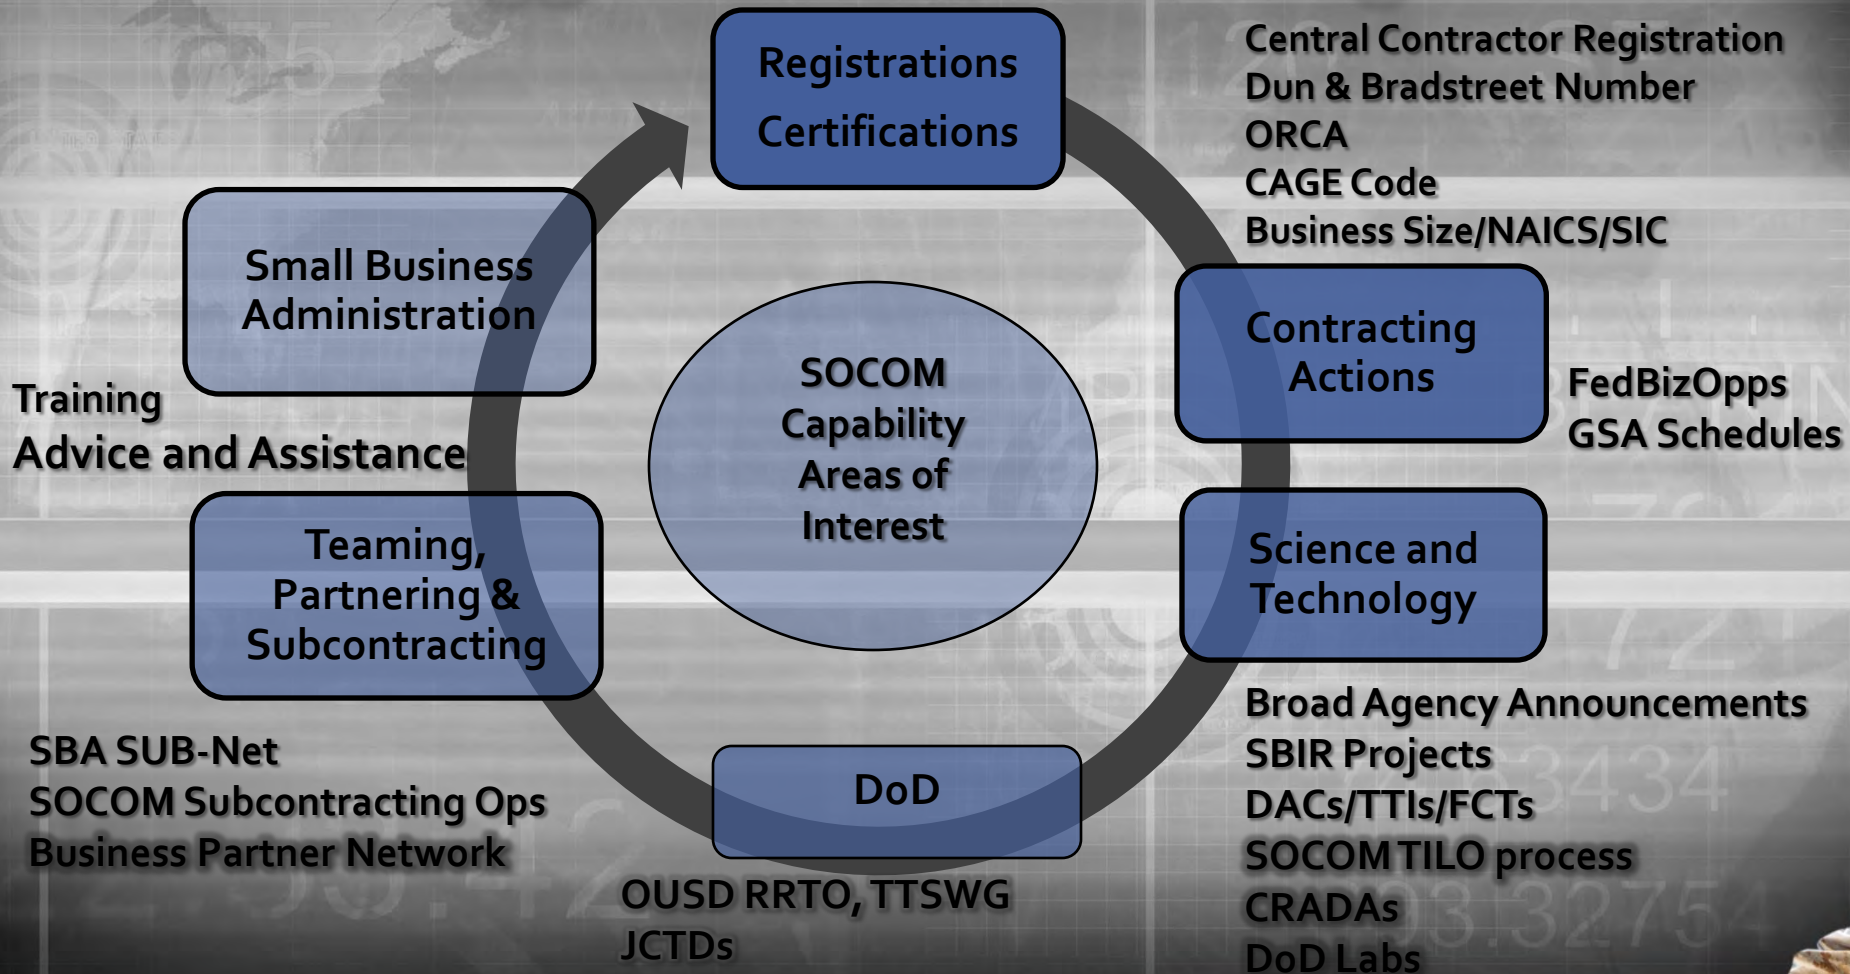 Registrations
Certifications
Central Contractor Registration
Dun & Bradstreet Number
ORCA
CAGE Code
Business Size/NAICS/SIC
Contracting
Actions
FedBizOpps
GSA Schedules
Science and
Technology
Broad Agency Announcements
SBIR Projects
DACs/TTIs/FCTs
SOCOM TILO process
CRADAs
DoD Labs
DoD
OUSD RRTO, TTSWG
JCTDs
Teaming,
Partnering &
Subcontracting
SBA SUB-Net
SOCOM Subcontracting Ops
Business Partner Network
Small Business
Administration
Training
Advice and Assistance
SOCOM
Capability
Areas of
Interest